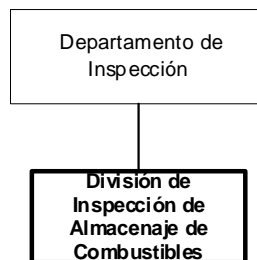 Departamento de
Inspección
División de
Inspección de
Almacenaje de
Combustibles